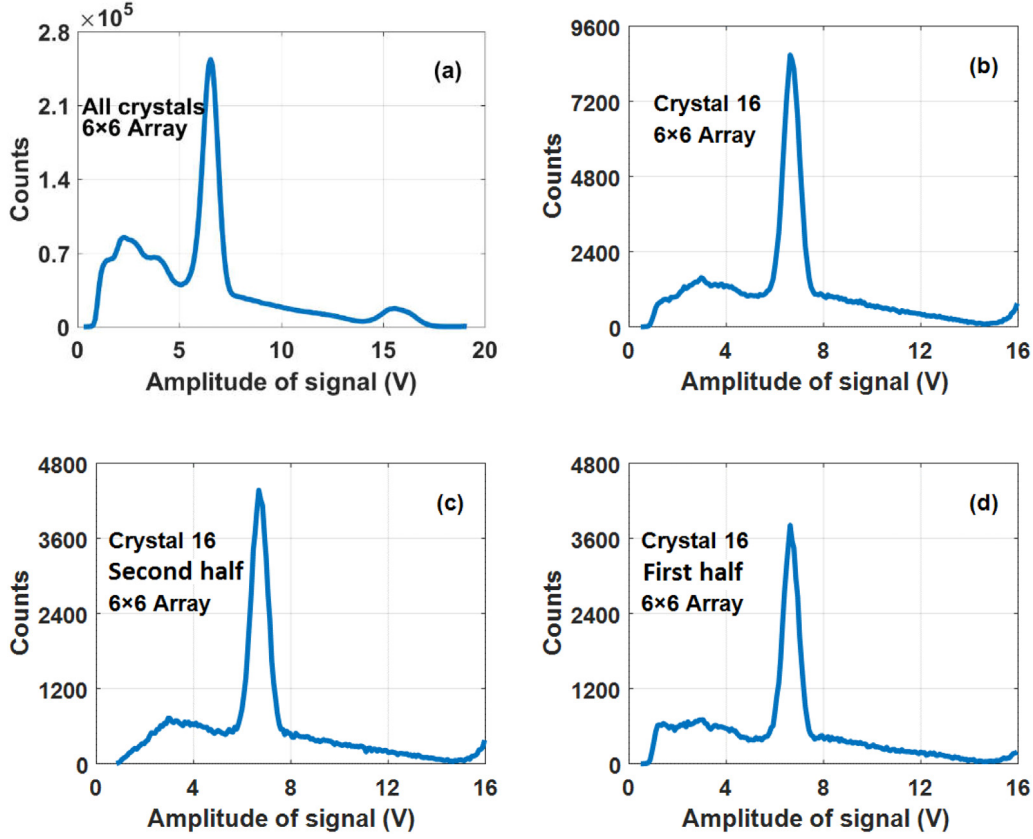 ×10⁵
2.8
2.1
1.4
0.7
0
Counts
All crystals
6×6 Array
(a)
0 5 10 15 20
Amplitude of signal (V)
9600
7200
4800
2400
0
Counts
Crystal 16
6×6 Array
(b)
0 4 8 12 16
Amplitude of signal (V)
4800
3600
2400
1200
0
Counts
Crystal 16
Second half
6×6 Array
(c)
0 4 8 12 16
Amplitude of signal (V)
4800
3600
2400
1200
0
Counts
Crystal 16
First half
6×6 Array
(d)
0 4 8 12 16
Amplitude of signal (V)